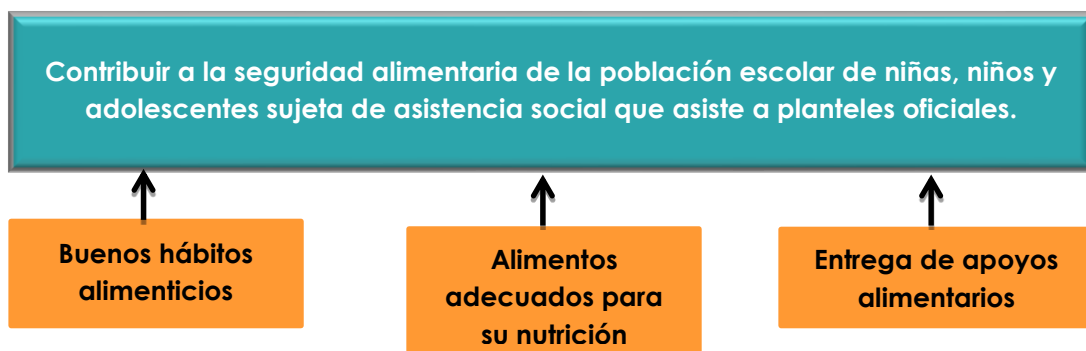 Contribuir a la seguridad alimentaria de la población escolar de niñas, niños y
adolescentes sujeta de asistencia social que asiste a planteles oficiales.
Buenos hábitos
alimenticios
Alimentos
adecuados para
su nutrición
Entrega de apoyos
alimentarios